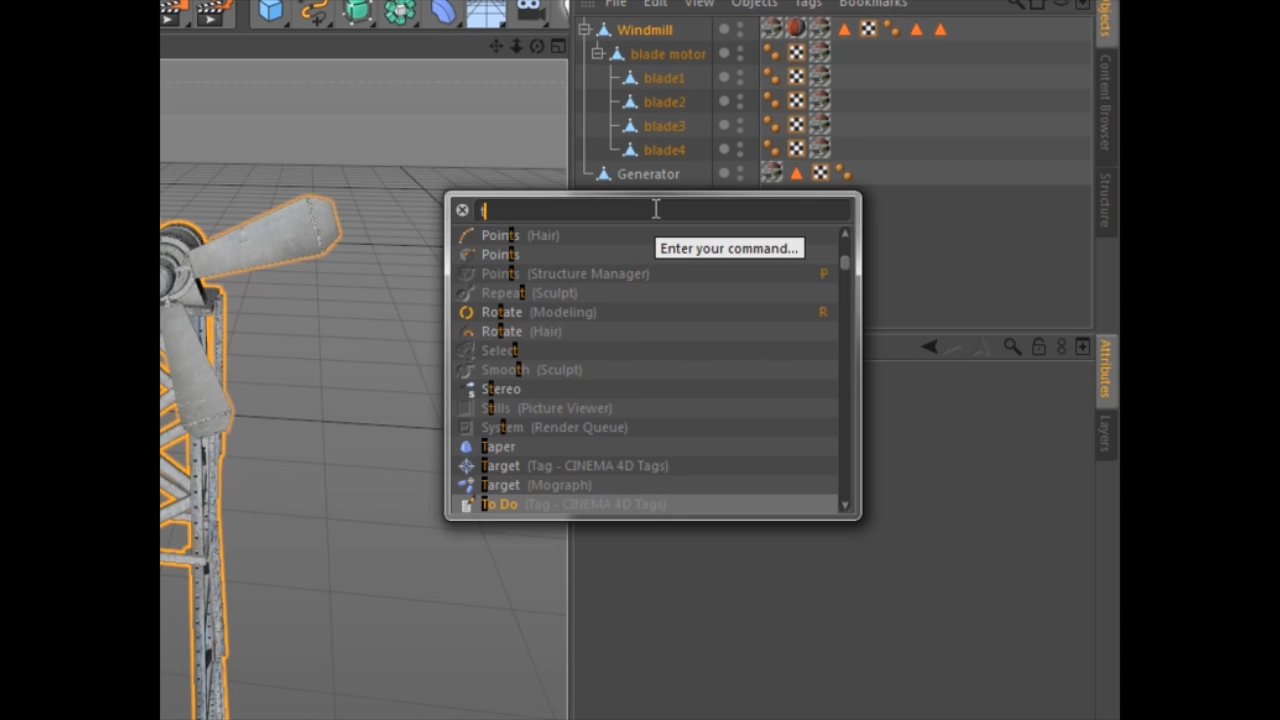 File Edit View Objects Tags Bookmarks
Windmill
blade motor
blade1
blade2
blade3
blade4
Generator
Objects
Content Browser
Structure
t
Enter your command...
Points (Hair)
Points
Points (Structure Manager) P
Repeat (Sculpt)
Rotate (Modeling) R
Rotate (Hair)
Select
Smooth (Sculpt)
Stereo
Stills (Picture Viewer)
System (Render Queue)
Taper
Target (Tag - CINEMA 4D Tags)
Target (Mograph)
To Do (Tag - CINEMA 4D Tags)
Attributes
Layers